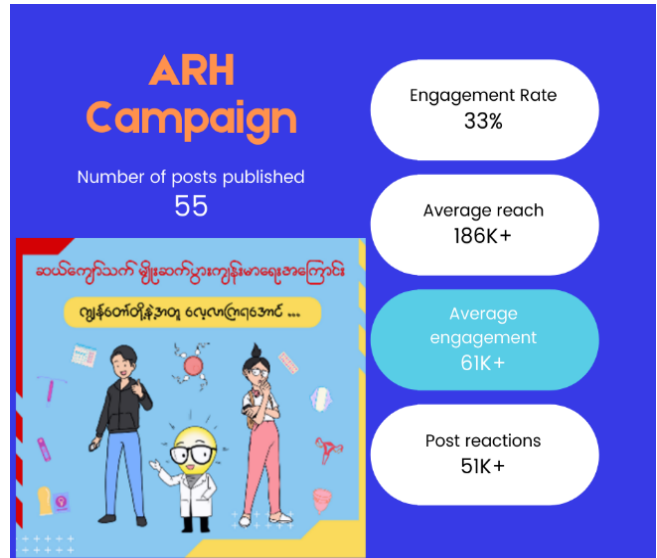 ARH
Campaign
Number of posts published
55
ဆယ်ကျော်သက် မျိုးဆက်ပွားကျန်းမာရေးအကြောင်း
ကျွန်တော်တို့နဲ့အတူ လေ့လာကြရအောင် ...
Engagement Rate
33%
Average reach
186K+
Average
engagement
61K+
Post reactions
51K+